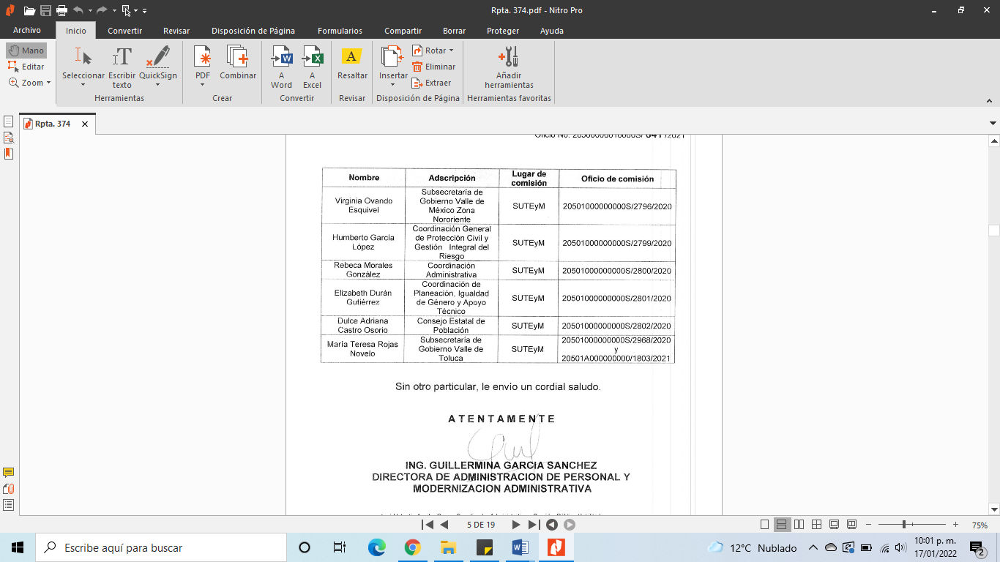 Rpta. 374.pdf - Nitro Pro
Archivo Inicio Convertir Revisar Disposición de Página Formularios Compartir Borrar Proteger Ayuda
Mano
Editar
Zoom
Seleccionar
Escribir texto
QuickSign
Herramientas
PDF
Combinar
Crear
A Word
A Excel
Convertir
Resaltar
Revisar
Insertar
Rotar
Eliminar
Extraer
Disposición de Página
Añadir herramientas
Herramientas favoritas
Rpta. 374
Oficio No. 20500006010000S/ 641 /2021
Nombre Adscripción Lugar de comisión Oficio de comisión
Virginia Ovando Esquivel Subsecretaría de Gobierno Valle de México Zona Nororiente SUTEyM 20501000000000S/2796/2020
Humberto García López Coordinación General de Protección Civil y Gestión Integral del Riesgo SUTEyM 20501000000000S/2799/2020
Rebeca Morales González Coordinación Administrativa SUTEyM 20501000000000S/2800/2020
Elizabeth Durán Gutiérrez Coordinación de Planeación, Igualdad de Género y Apoyo Técnico SUTEyM 20501000000000S/2801/2020
Dulce Adriana Castro Osorio Consejo Estatal de Población SUTEyM 20501000000000S/2802/2020
María Teresa Rojas Novelo Subsecretaría de Gobierno Valle de Toluca SUTEyM 20501000000000S/2968/2020 y 20501A000000000/1803/2021
Sin otro particular, le envío un cordial saludo.
A T E N T A M E N T E
ING. GUILLERMINA GARCIA SANCHEZ
DIRECTORA DE ADMINISTRACION DE PERSONAL Y
MODERNIZACION ADMINISTRATIVA
5 DE 19
75%
Escribe aquí para buscar
12°C Nublado
10:01 p. m.
17/01/2022
2